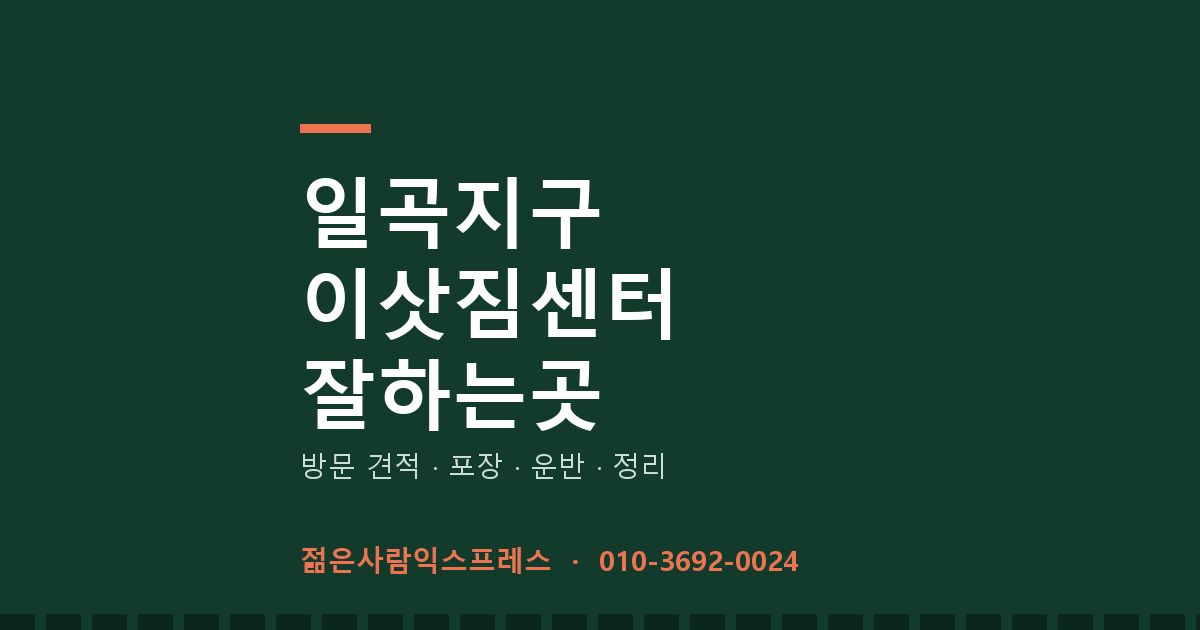 일곡지구
이삿짐센터
잘하는곳
방문 견적 · 포장 · 운반 · 정리
젊은사람익스프레스 · 010-3692-0024